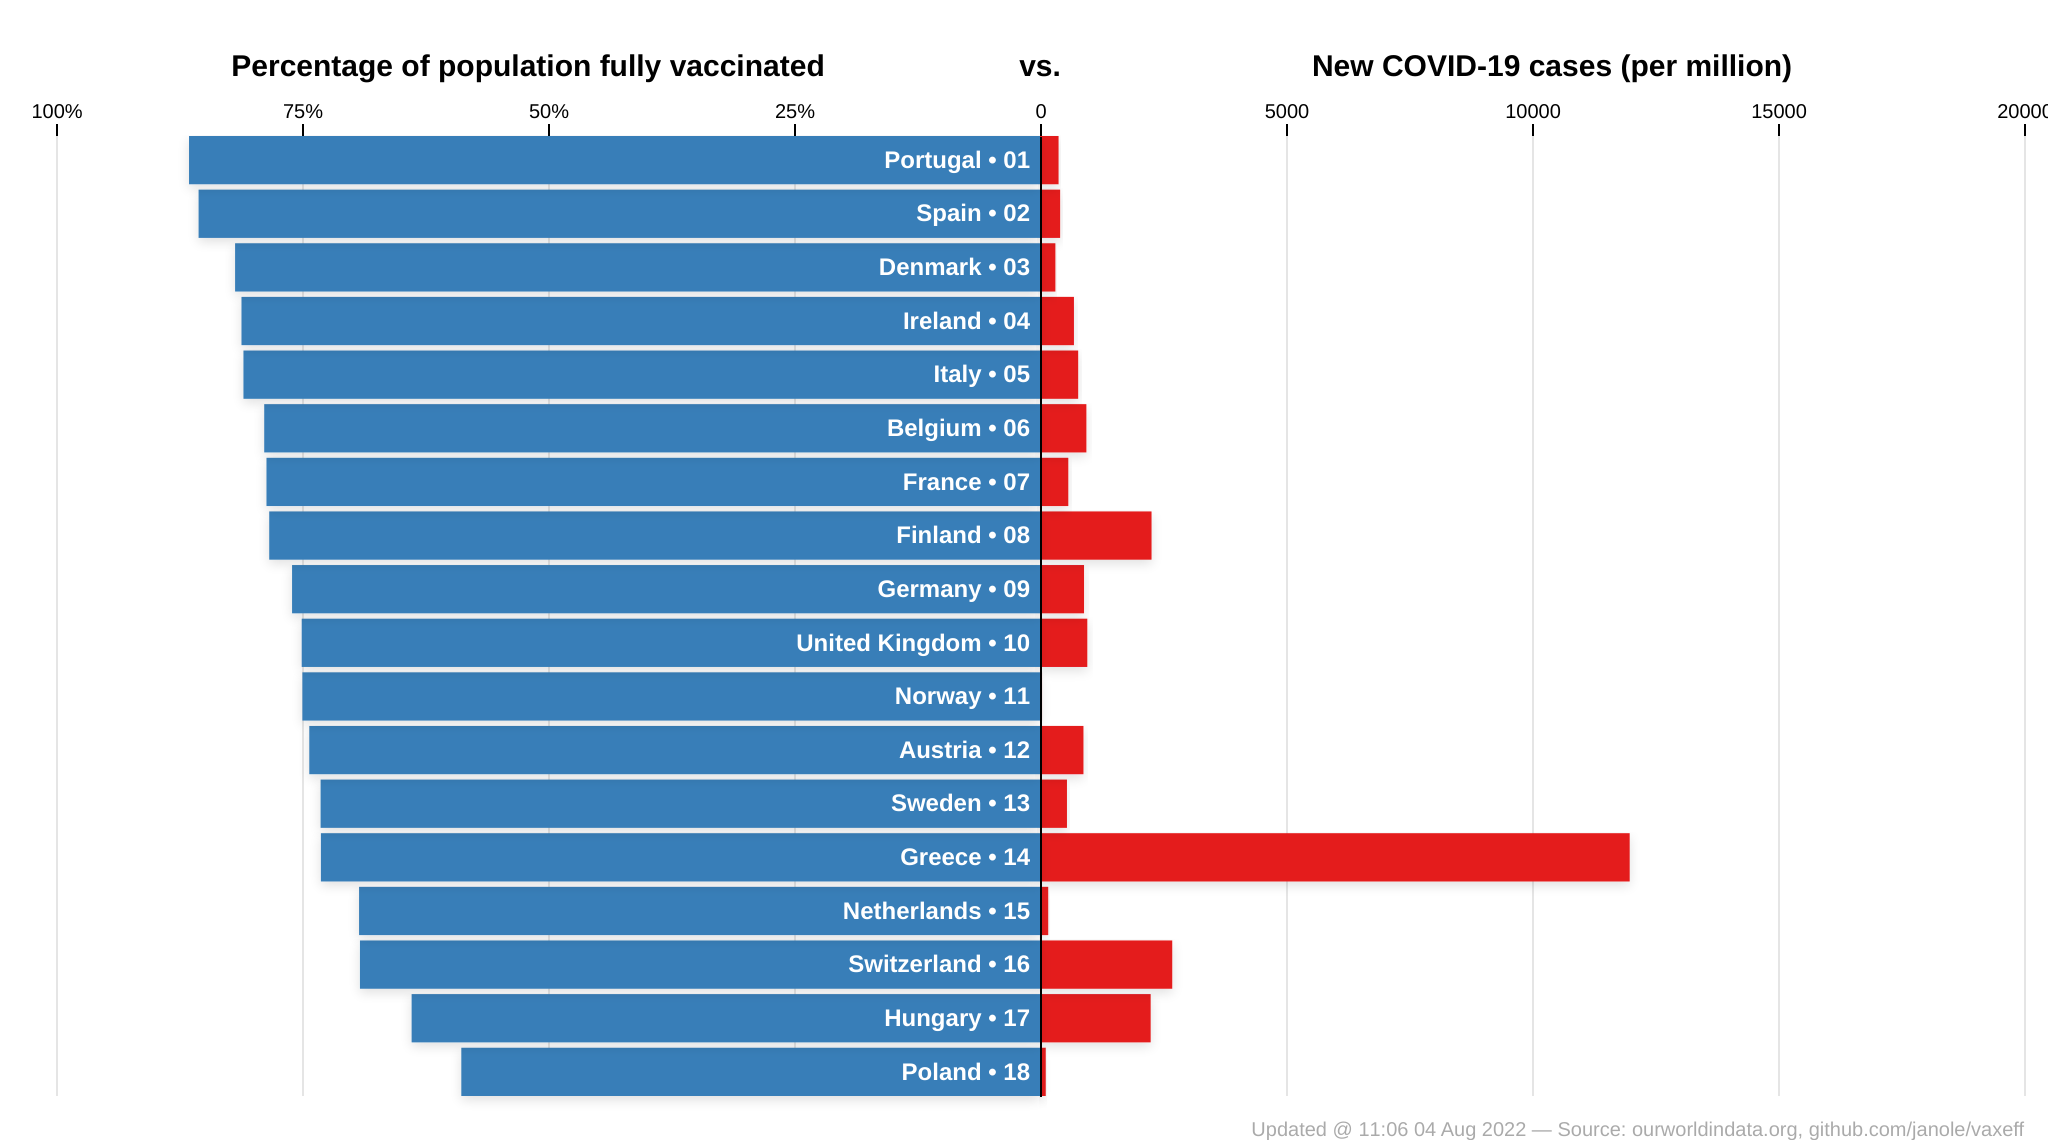 Percentage of population fully vaccinated vs. New COVID-19 cases (per million)
100% 75% 50% 25% 0 5000 10000 15000 20000
Portugal • 01
Spain • 02
Denmark • 03
Ireland • 04
Italy • 05
Belgium • 06
France • 07
Finland • 08
Germany • 09
United Kingdom • 10
Norway • 11
Austria • 12
Sweden • 13
Greece • 14
Netherlands • 15
Switzerland • 16
Hungary • 17
Poland • 18
Updated @ 11:06 04 Aug 2022 — Source: ourworldindata.org, github.com/janole/vaxeff